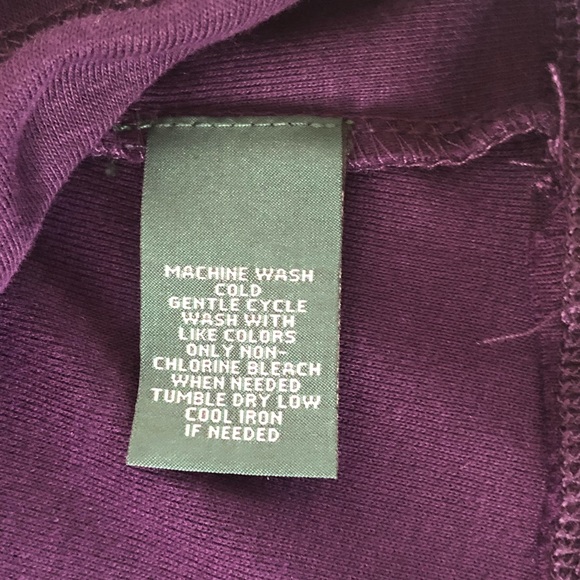 MACHINE WASH
COLD
GENTLE CYCLE
WASH WITH
LIKE COLORS
ONLY NON-
CHLORINE BLEACH
WHEN NEEDED
TUMBLE DRY LOW
COOL IRON
IF NEEDED